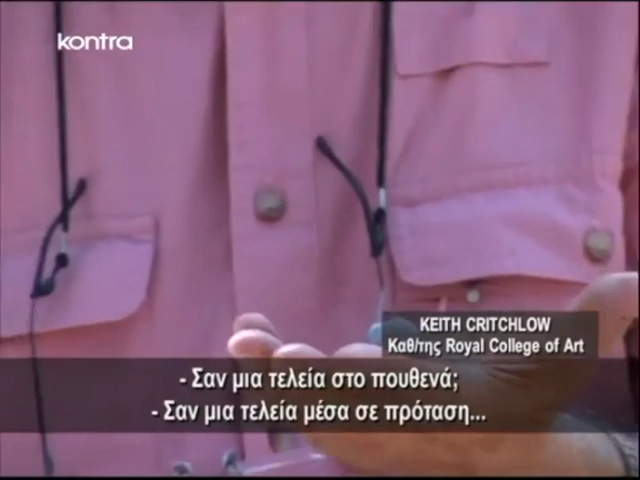 kontra
KEITH CRITCHLOW
Καθ/της Royal College of Art
- Σαν μια τελεία στο πουθενά;
- Σαν μια τελεία μέσα σε πρόταση...